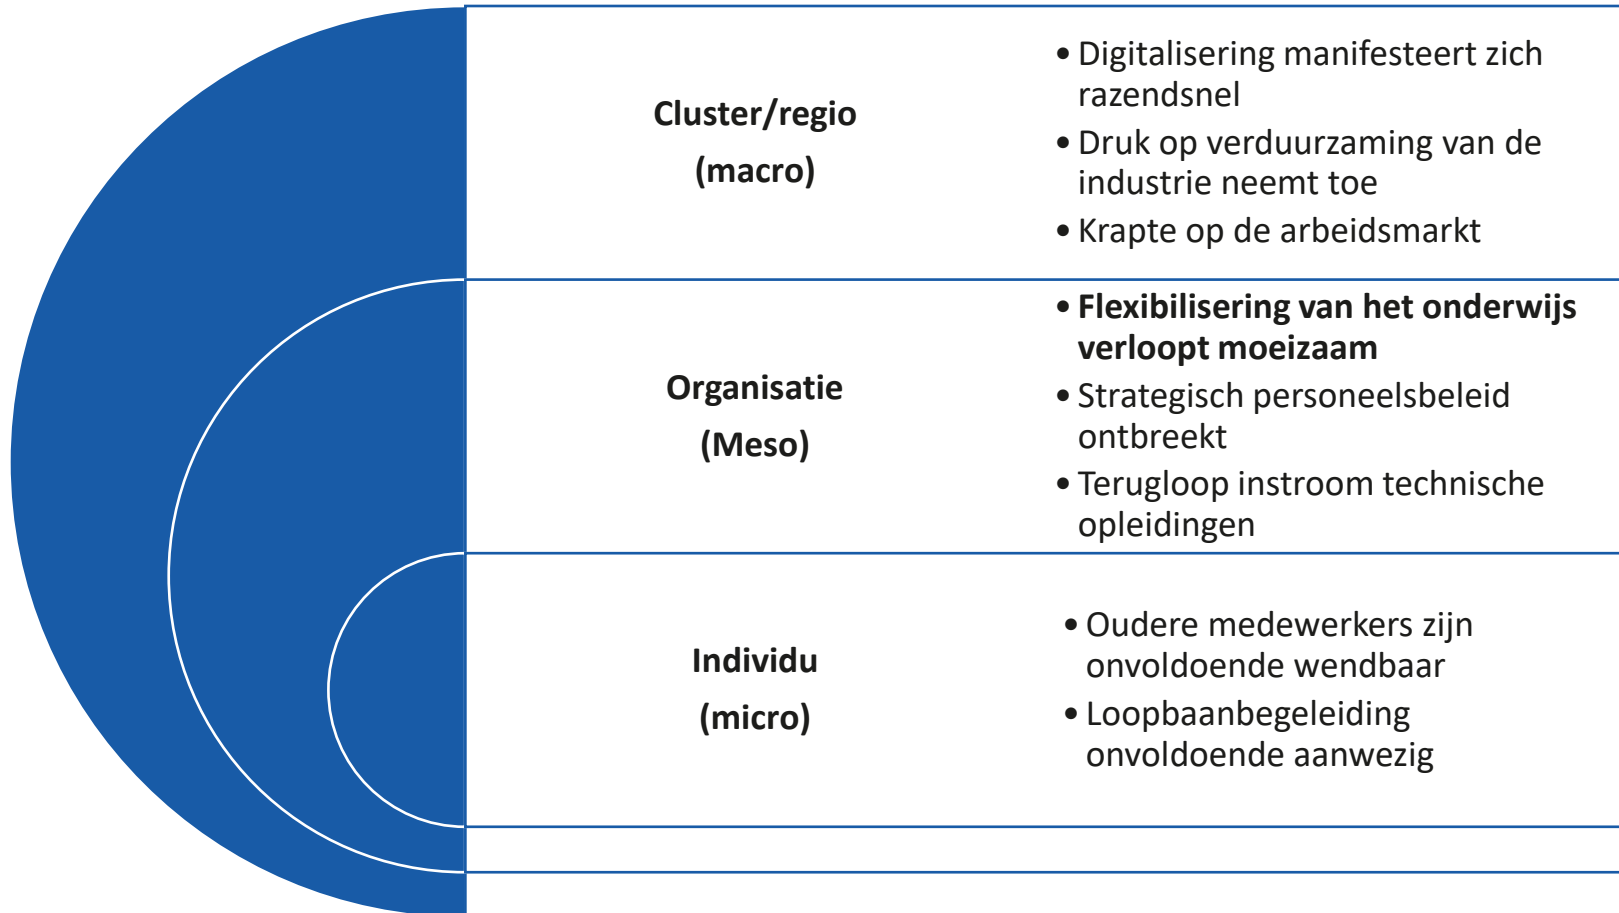 Cluster/regio
(macro)
• Digitalisering manifesteert zich
razendsnel
• Druk op verduurzaming van de
industrie neemt toe
• Krapte op de arbeidsmarkt
Organisatie
(Meso)
• Flexibilisering van het onderwijs
verloopt moeizaam
• Strategisch personeelsbeleid
ontbreekt
• Terugloop instroom technische
opleidingen
Individu
(micro)
• Oudere medewerkers zijn
onvoldoende wendbaar
• Loopbaanbegeleiding
onvoldoende aanwezig